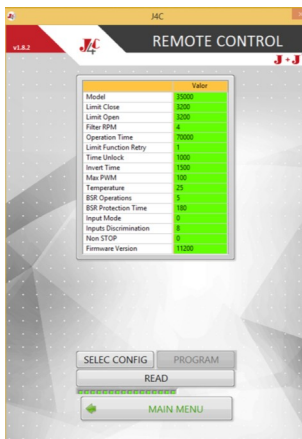 J4C
v1.8.2
J4C
REMOTE CONTROL
J+J
Valor
Model 35000
Limit Close 3200
Limit Open 3200
Filter RPM 4
Operation Time 70000
Limit Function Retry 1
Time Unlock 1000
Invert Time 1500
Max PWM 100
Temperature 25
BSR Operations 5
BSR Protection Time 180
Input Mode 0
Inputs Discrimination 8
Non STOP 0
Firmware Version 11200
SELEC CONFIG PROGRAM
READ
MAIN MENU